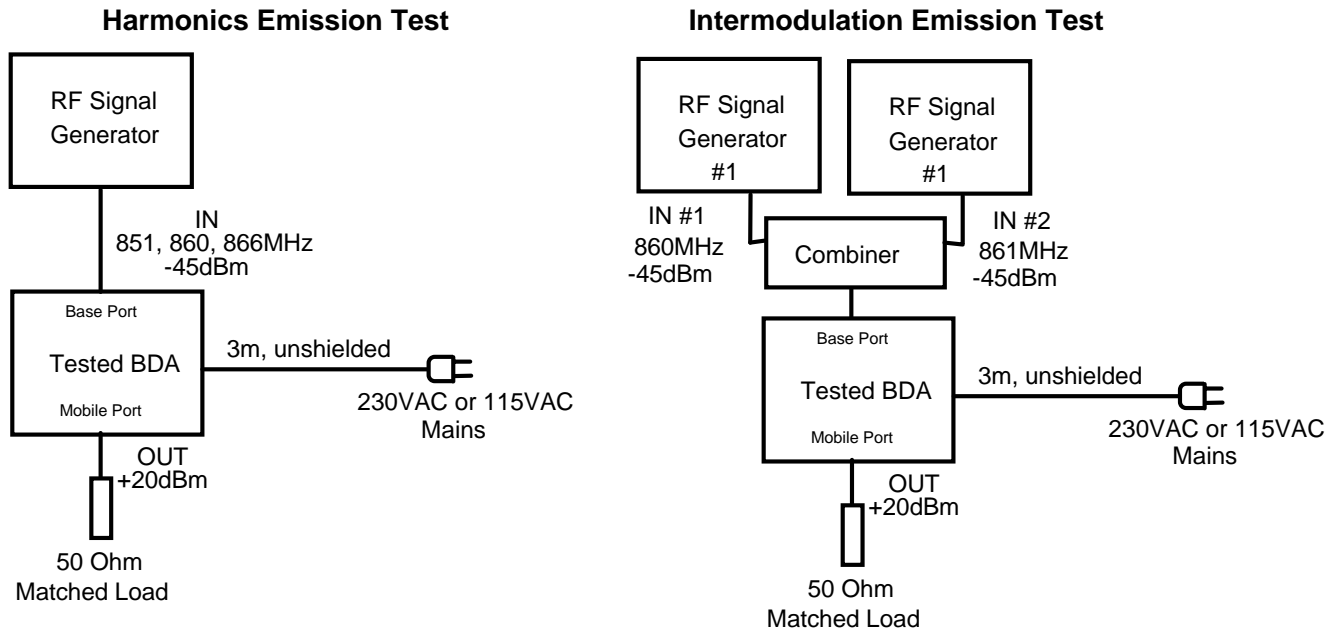 Harmonics Emission Test
RF Signal
Generator
IN
851, 860, 866MHz
-45dBm
Base Port
Tested BDA
Mobile Port
3m, unshielded
230VAC or 115VAC
Mains
OUT
+20dBm
50 Ohm
Matched Load
Intermodulation Emission Test
RF Signal
Generator
#1
RF Signal
Generator
#1
IN #1
860MHz
-45dBm
Combiner
IN #2
861MHz
-45dBm
Base Port
Tested BDA
Mobile Port
3m, unshielded
230VAC or 115VAC
Mains
OUT
+20dBm
50 Ohm
Matched Load